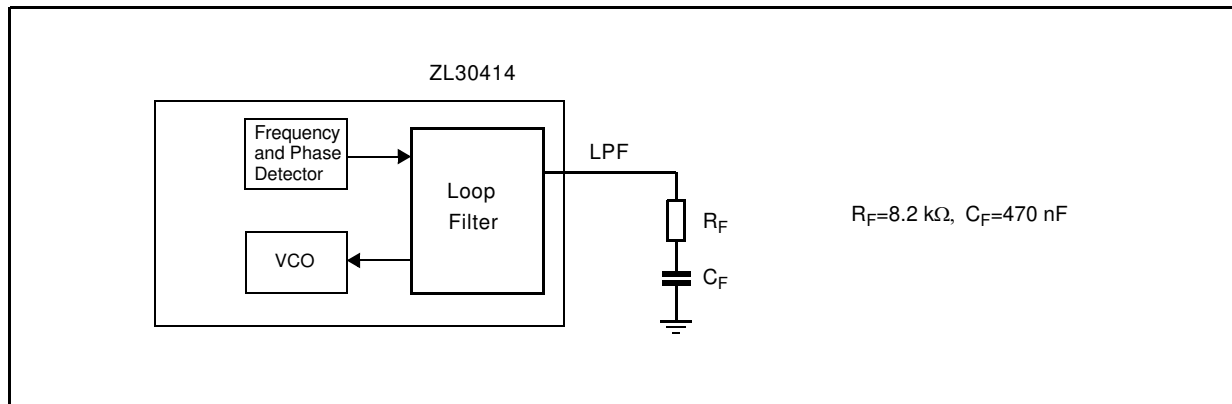 ZL30414
Frequency
and Phase
Detector
LPF
Loop
Filter
RF
RF=8.2 kΩ, CF=470 nF
VCO
CF